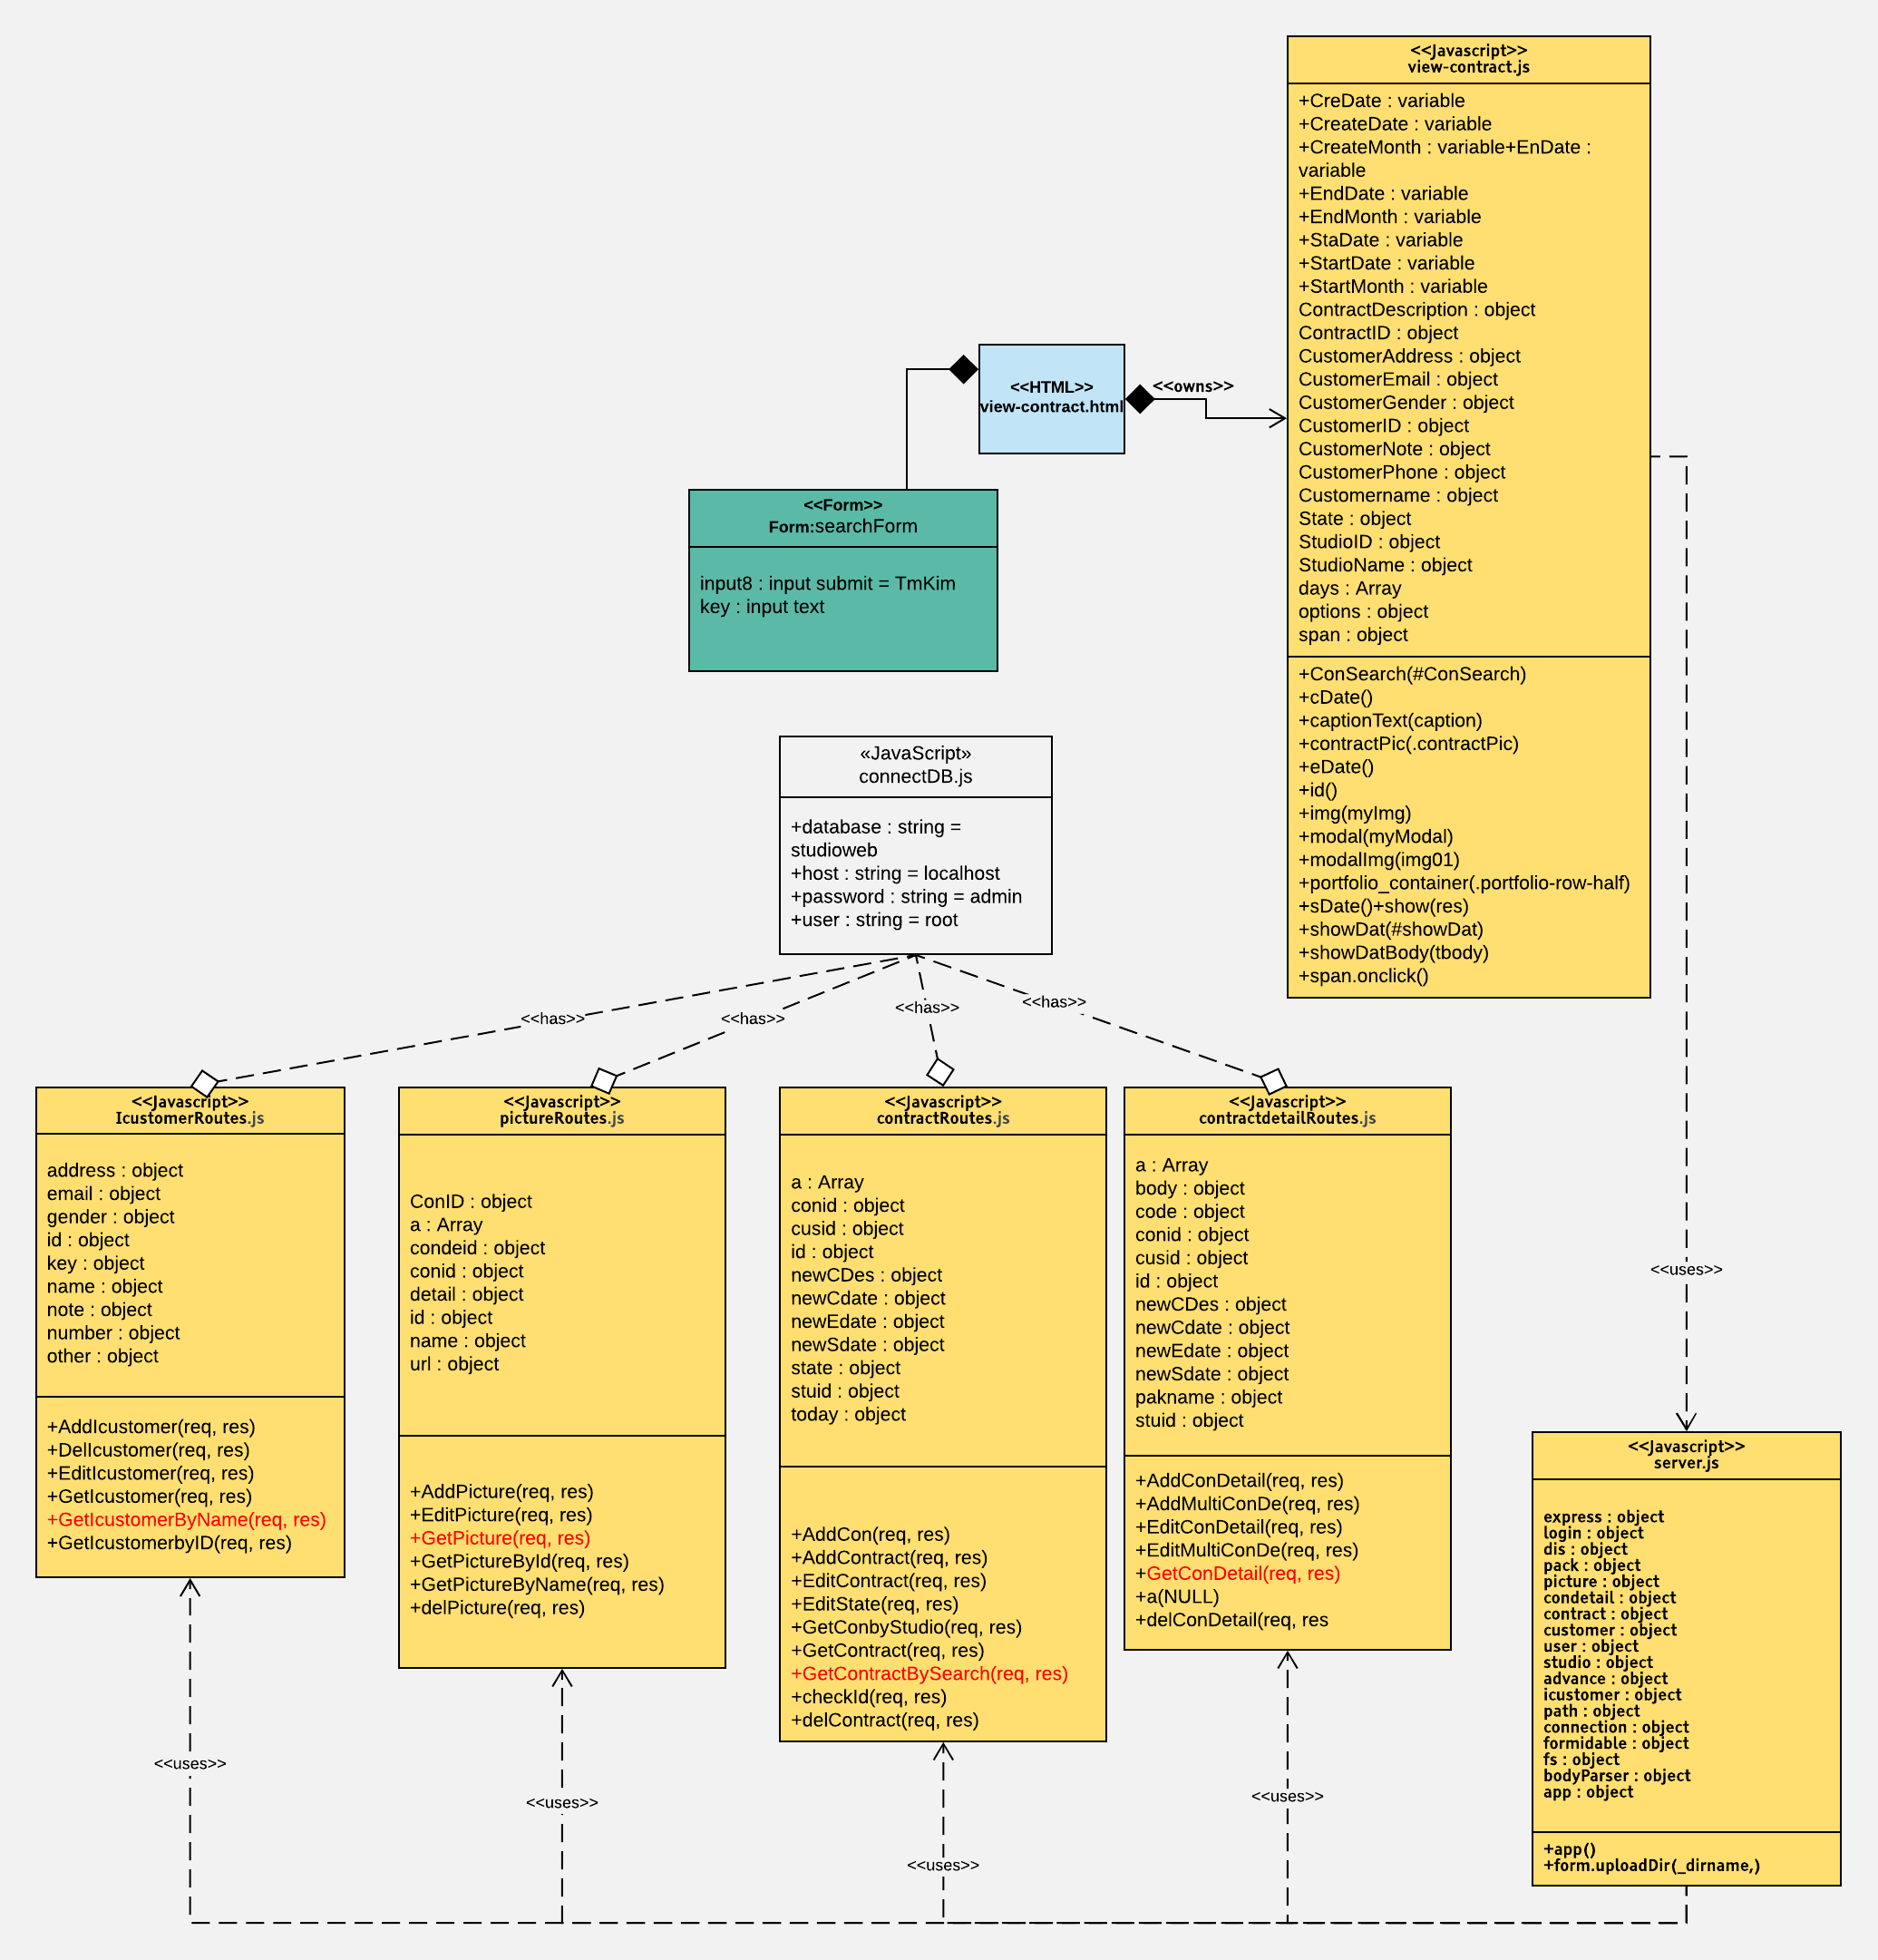 <<Javascript>>
view-contract.js
+CreDate : variable
+CreateDate : variable
+CreateMonth : variable+EnDate :
variable
+EndDate : variable
+EndMonth : variable
+StaDate : variable
+StartDate : variable
+StartMonth : variable
ContractDescription : object
ContractID : object
CustomerAddress : object
CustomerEmail : object
CustomerGender : object
CustomerID : object
CustomerNote : object
CustomerPhone : object
Customername : object
State : object
StudioID : object
StudioName : object
days : Array
options : object
span : object
+ConSearch(#ConSearch)
+cDate()
+captionText(caption)
+contractPic(.contractPic)
+eDate()
+id()
+img(myImg)
+modal(myModal)
+modalImg(img01)
+portfolio_container(.portfolio-row-half)
+sDate()+show(res)
+showDat(#showDat)
+showDatBody(tbody)
+span.onclick()
<<HTML>>
view-contract.html
<<owns>>
<<Form>>
Form:searchForm
input8 : input submit = TmKim
key : input text
«JavaScript»
connectDB.js
+database : string =
studioweb
+host : string = localhost
+password : string = admin
+user : string = root
<<has>>
<<has>>
<<has>>
<<has>>
<<Javascript>>
IcustomerRoutes.js
address : object
email : object
gender : object
id : object
key : object
name : object
note : object
number : object
other : object
+AddIcustomer(req, res)
+DelIcustomer(req, res)
+EditIcustomer(req, res)
+GetIcustomer(req, res)
+GetIcustomerByName(req, res)
+GetIcustomerbyID(req, res)
<<Javascript>>
pictureRoutes.js
ConID : object
a : Array
condeid : object
conid : object
detail : object
id : object
name : object
url : object
+AddPicture(req, res)
+EditPicture(req, res)
+GetPicture(req, res)
+GetPictureById(req, res)
+GetPictureByName(req, res)
+delPicture(req, res)
<<Javascript>>
contractRoutes.js
a : Array
conid : object
cusid : object
id : object
newCDes : object
newCdate : object
newEdate : object
newSdate : object
state : object
stuid : object
today : object
+AddCon(req, res)
+AddContract(req, res)
+EditContract(req, res)
+EditState(req, res)
+GetConbyStudio(req, res)
+GetContract(req, res)
+GetContractBySearch(req, res)
+checkId(req, res)
+delContract(req, res)
<<Javascript>>
contractdetailRoutes.js
a : Array
body : object
code : object
conid : object
cusid : object
id : object
newCDes : object
newCdate : object
newEdate : object
newSdate : object
pakname : object
stuid : object
+AddConDetail(req, res)
+AddMultiConDe(req, res)
+EditConDetail(req, res)
+EditMultiConDe(req, res)
+GetConDetail(req, res)
+a(NULL)
+delConDetail(req, res
<<uses>>
<<Javascript>>
server.js
express : object
login : object
dis : object
pack : object
picture : object
condetail : object
contract : object
customer : object
user : object
studio : object
advance : object
icustomer : object
path : object
connection : object
formidable : object
fs : object
bodyParser : object
app : object
+app()
+form.uploadDir(_dirname,)
<<uses>>
<<uses>>
<<uses>>
<<uses>>